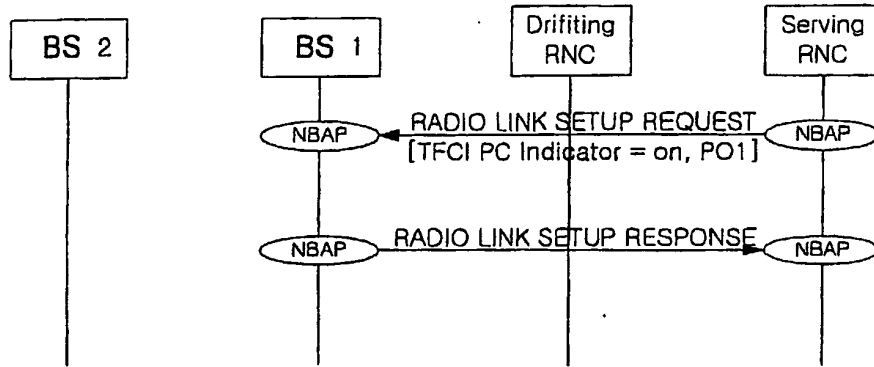 BS 2
BS 1
Drifiting
RNC
Serving
RNC
NBAP
RADIO LINK SETUP REQUEST
[TFCI PC Indicator = on, PO1]
NBAP
NBAP
RADIO LINK SETUP RESPONSE
NBAP